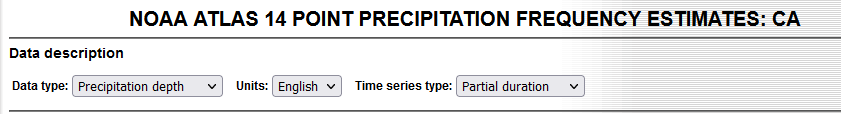 NOAA ATLAS 14 POINT PRECIPITATION FREQUENCY ESTIMATES: CA
Data description
Data type: Precipitation depth Units: English Time series type: Partial duration